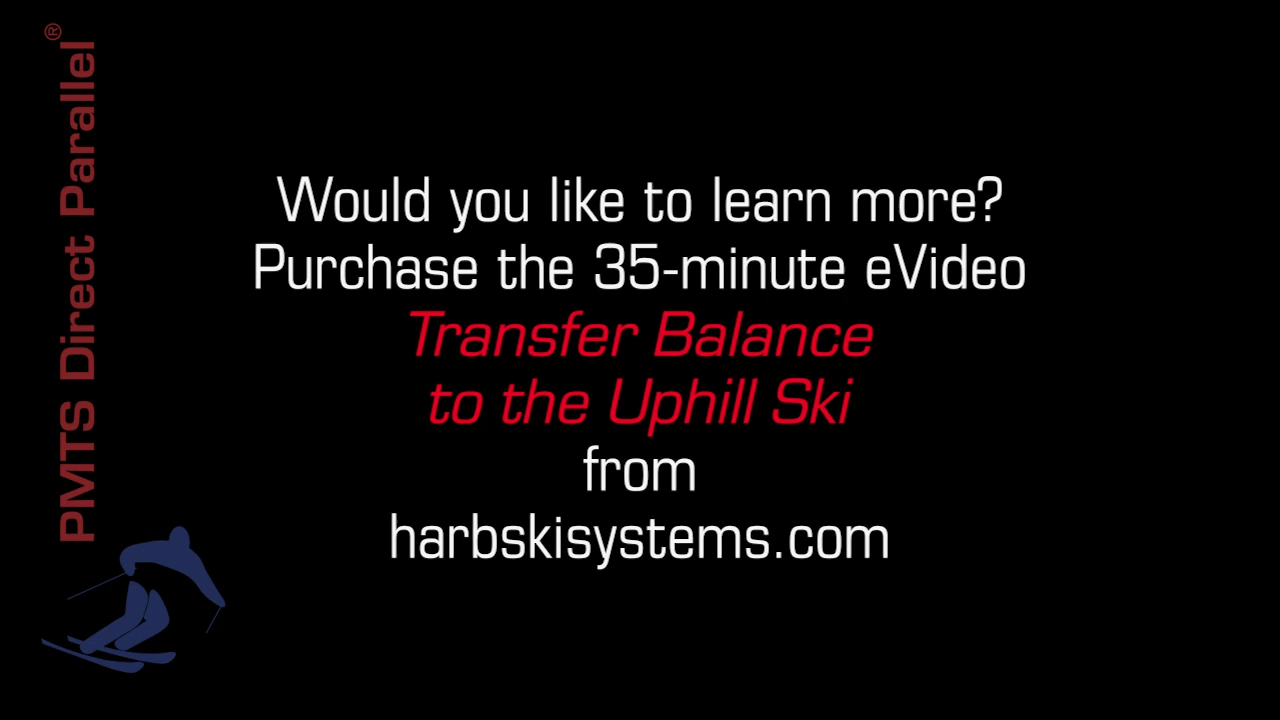 PMTS Direct Parallel®
Would you like to learn more?
Purchase the 35-minute eVideo
Transfer Balance
to the Uphill Ski
from
harbskisystems.com